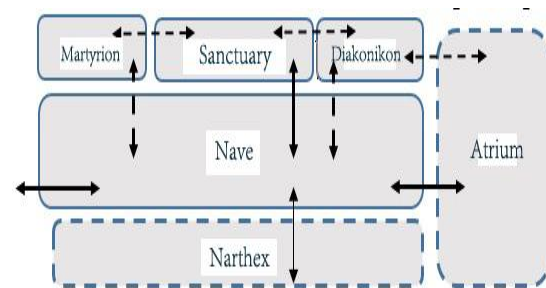 Martyrion
Sanctuary
Diakonikon
Nave
Atrium
Narthex